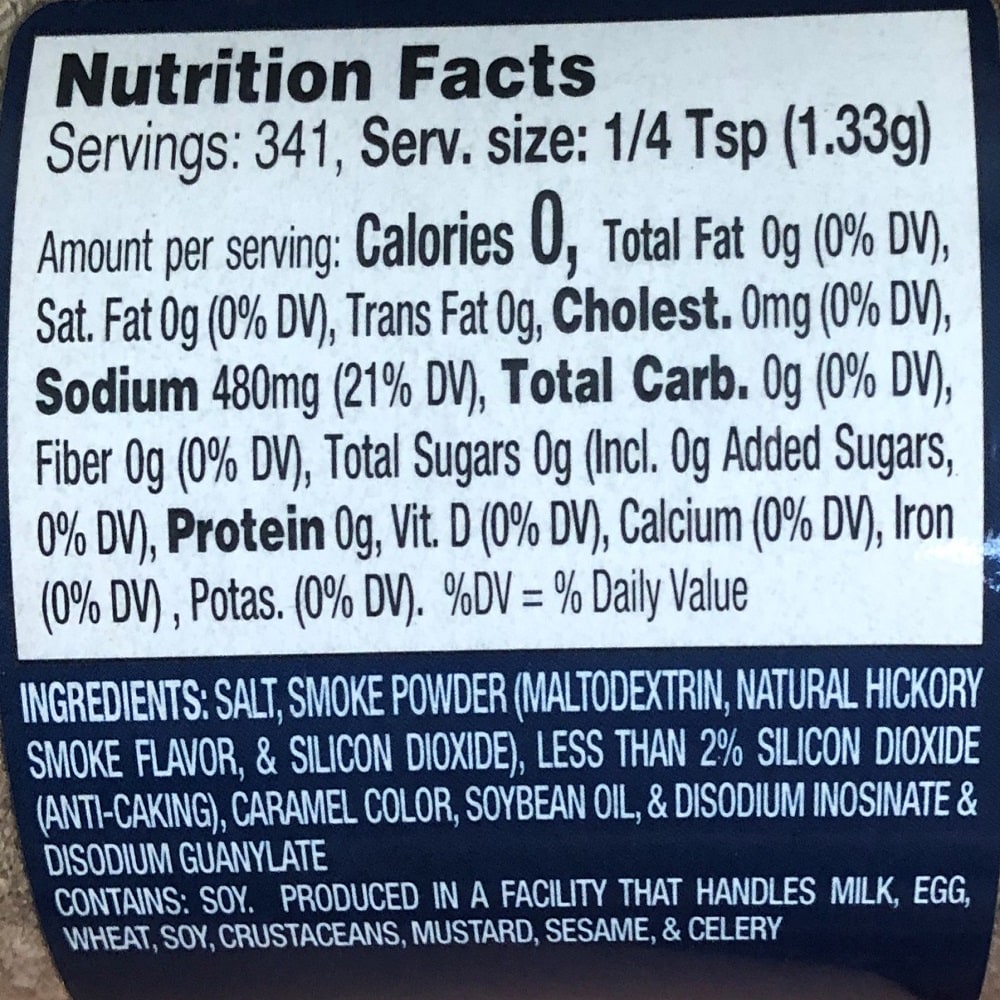 Nutrition Facts
Servings: 341, Serv. size: 1/4 Tsp (1.33g)
Amount per serving: Calories 0, Total Fat 0g (0% DV),
Sat. Fat 0g (0% DV), Trans Fat 0g, Cholest. 0mg (0% DV),
Sodium 480mg (21% DV), Total Carb. 0g (0% DV),
Fiber 0g (0% DV), Total Sugars 0g (Incl. 0g Added Sugars,
0% DV), Protein 0g, Vit. D (0% DV), Calcium (0% DV), Iron
(0% DV) , Potas. (0% DV). %DV = % Daily Value
INGREDIENTS: SALT, SMOKE POWDER (MALTODEXTRIN, NATURAL HICKORY
SMOKE FLAVOR, & SILICON DIOXIDE), LESS THAN 2% SILICON DIOXIDE
(ANTI-CAKING), CARAMEL COLOR, SOYBEAN OIL, & DISODIUM INOSINATE &
DISODIUM GUANYLATE
CONTAINS: SOY. PRODUCED IN A FACILITY THAT HANDLES MILK, EGG,
WHEAT, SOY, CRUSTACEANS, MUSTARD, SESAME, & CELERY